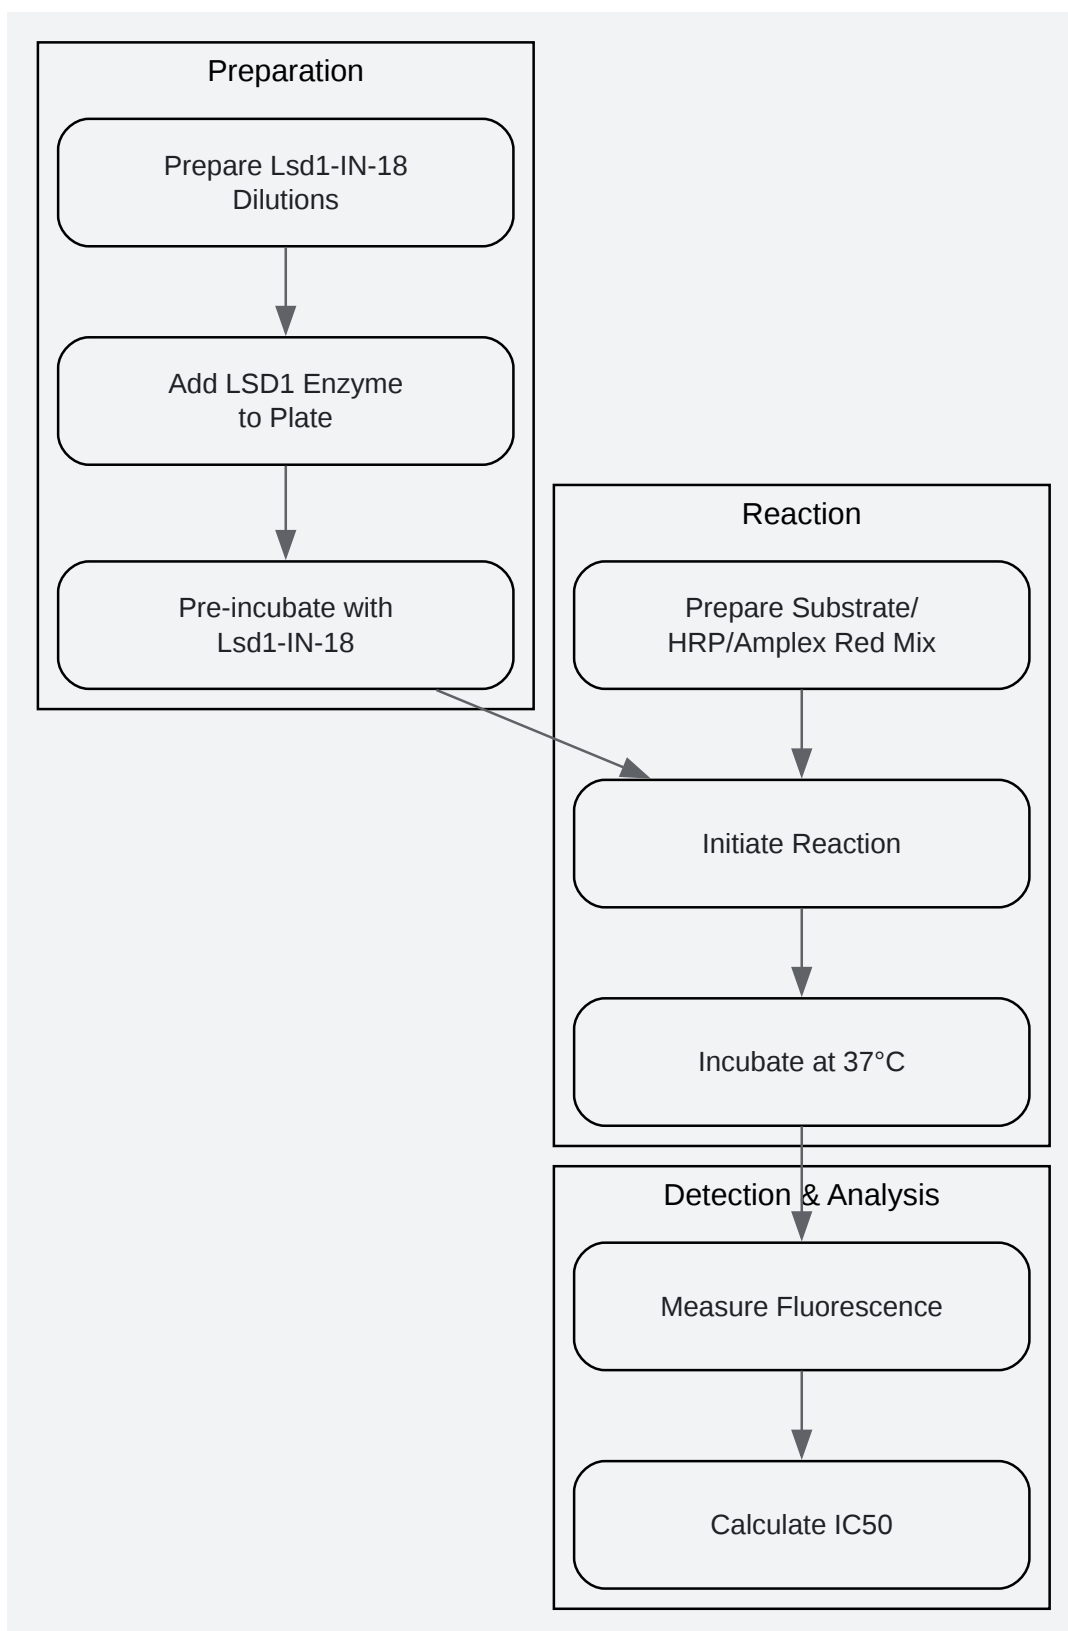 Preparation
Prepare Lsd1-IN-18
Dilutions
Add LSD1 Enzyme
to Plate
Pre-incubate with
Lsd1-IN-18
Reaction
Prepare Substrate/
HRP/Amplex Red Mix
Initiate Reaction
Incubate at 37°C
Detection & Analysis
Measure Fluorescence
Calculate IC50